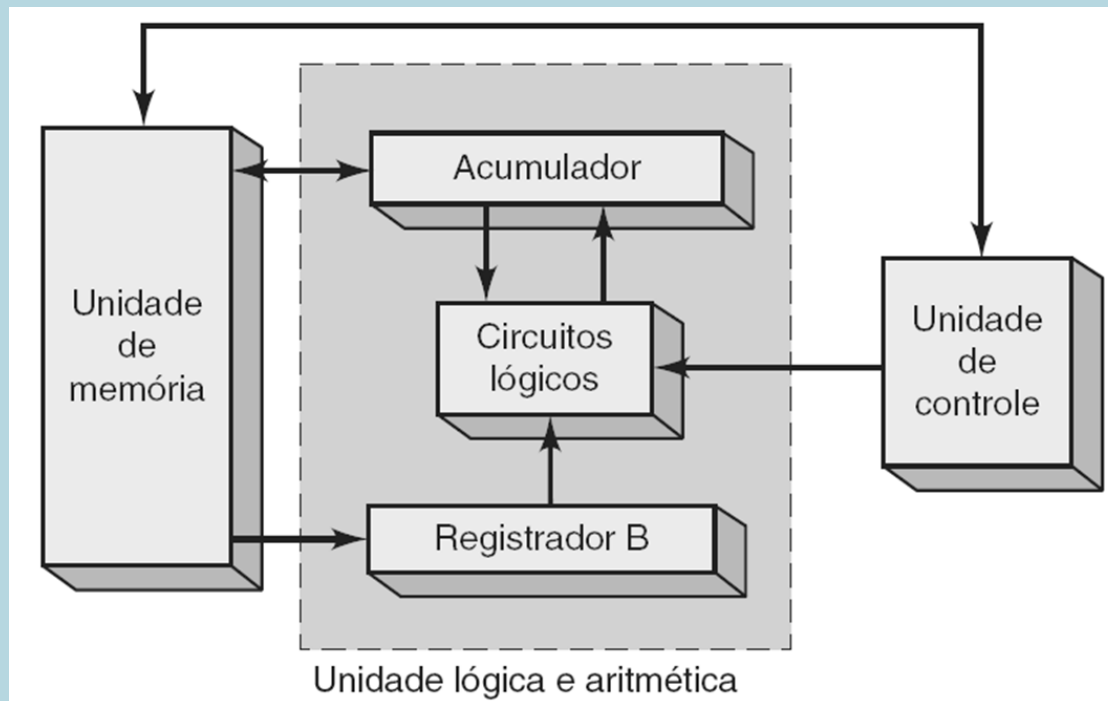 Acumulador
Unidade
de
memória
Circuitos
lógicos
Unidade
de
controle
Registrador B
Unidade lógica e aritmética